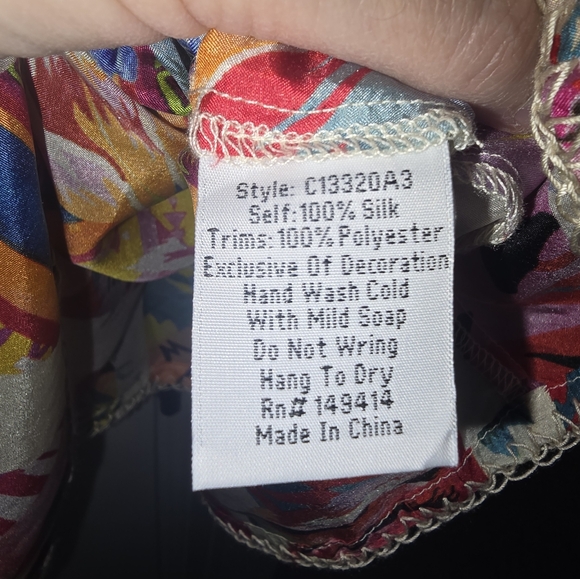 Style: C13320A3
Self:100% Silk
Trims:100% Polyester
Exclusive Of Decoration
Hand Wash Cold
With Mild Soap
Do Not Wring
Hang To Dry
Rn# 149414
Made In China